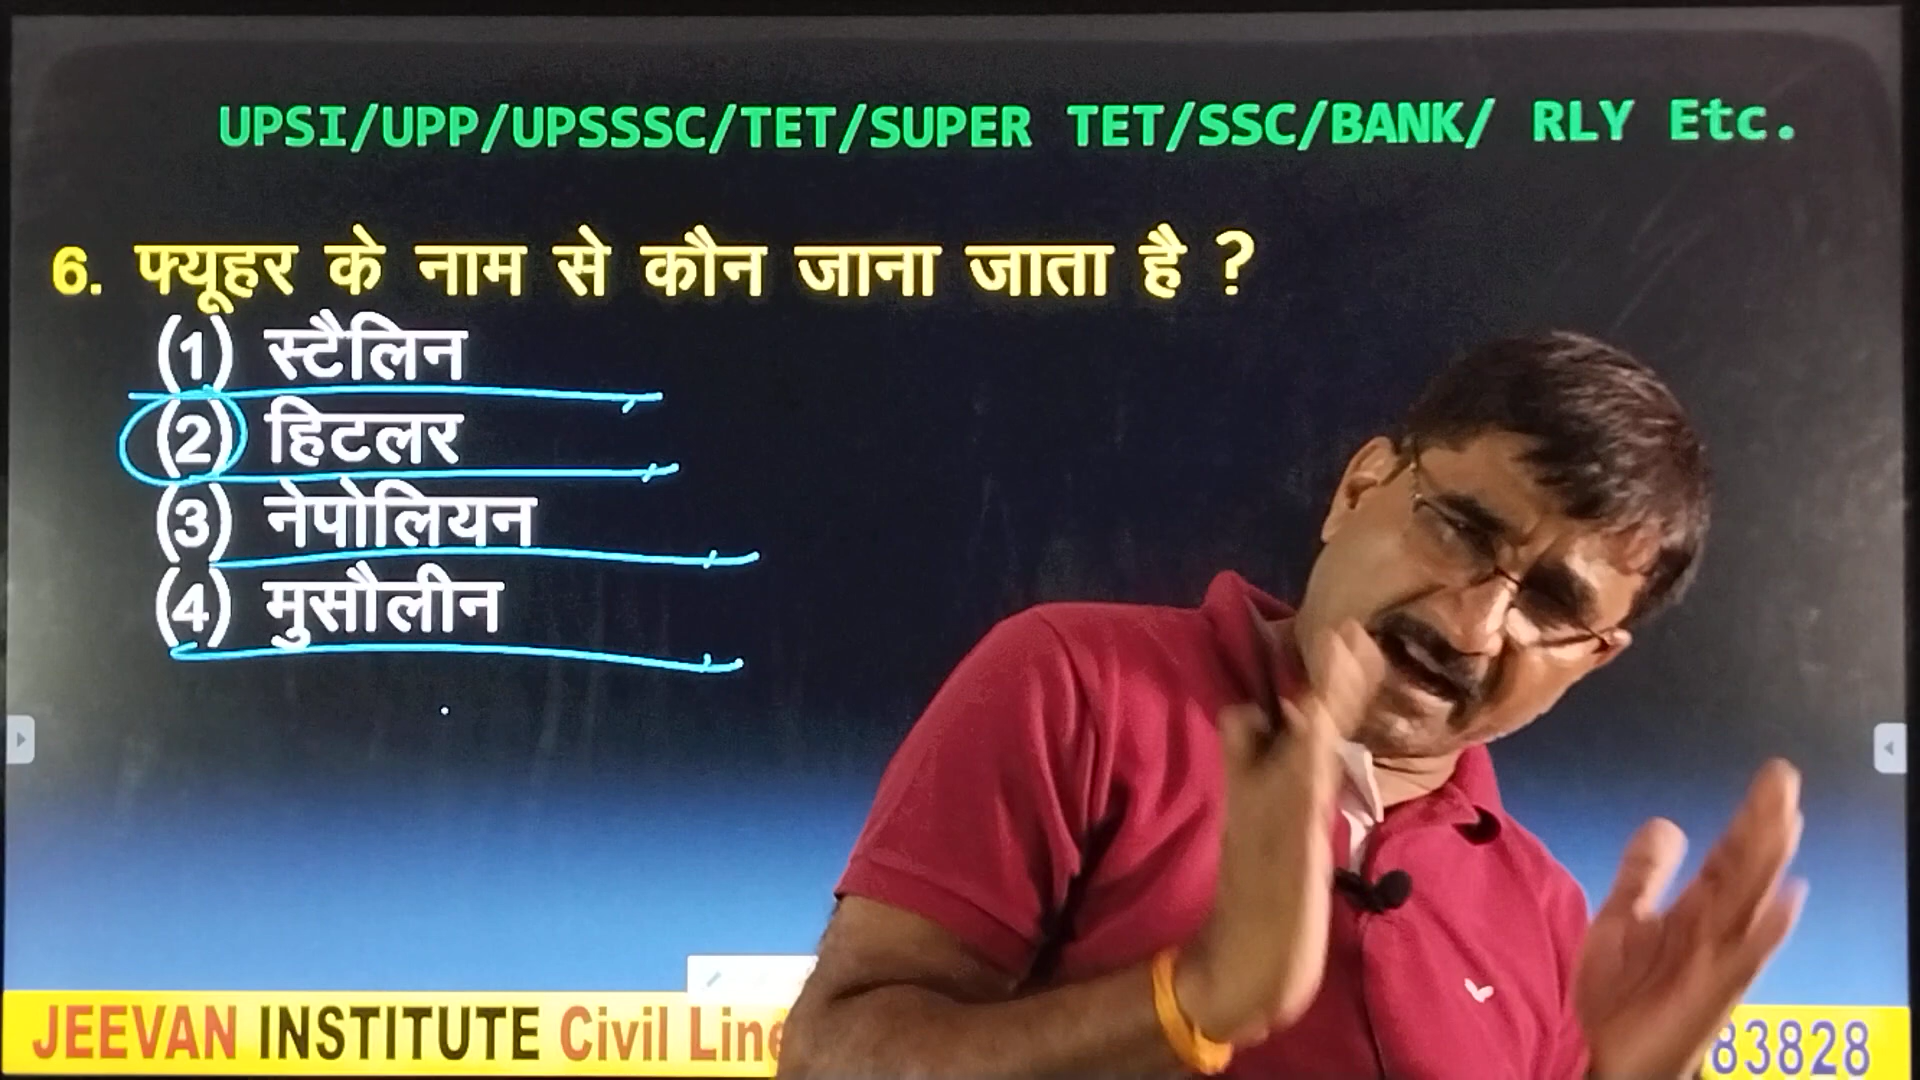 UPSI/UPP/UPSSSC/TET/SUPER TET/SSC/BANK/ RLY Etc.
6. फ्यूहर के नाम से कौन जाना जाता है ?
(1) स्टैलिन
(2) हिटलर
(3) नेपोलियन
(4) मुसौलीन
JEEVAN INSTITUTE Civil Line
83828